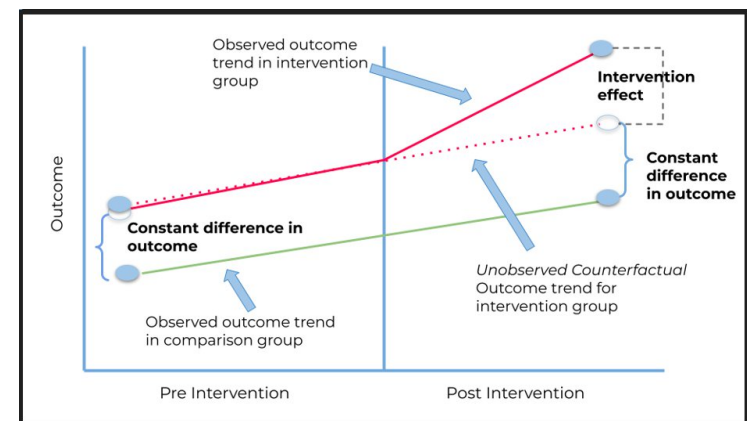 Observed outcome
trend in intervention
group
Intervention
effect
Constant
difference
in outcome
Outcome
Constant difference in
outcome
Unobserved Counterfactual
Outcome trend for
intervention group
Observed outcome trend
in comparison group
Pre Intervention
Post Intervention